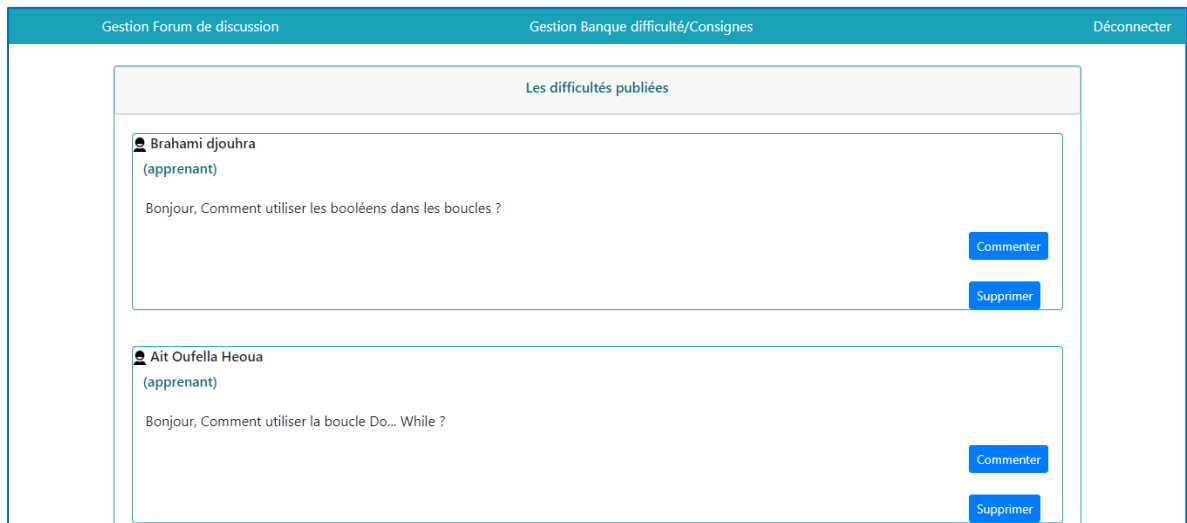 Gestion Forum de discussion Gestion Banque difficulté/Consignes Déconnecter
Les difficultés publiées
Brahami djouhra
(apprenant)
Bonjour, Comment utiliser les booléens dans les boucles ?
Commenter
Supprimer
Ait Oufella Heoua
(apprenant)
Bonjour, Comment utiliser la boucle Do... While ?
Commenter
Supprimer